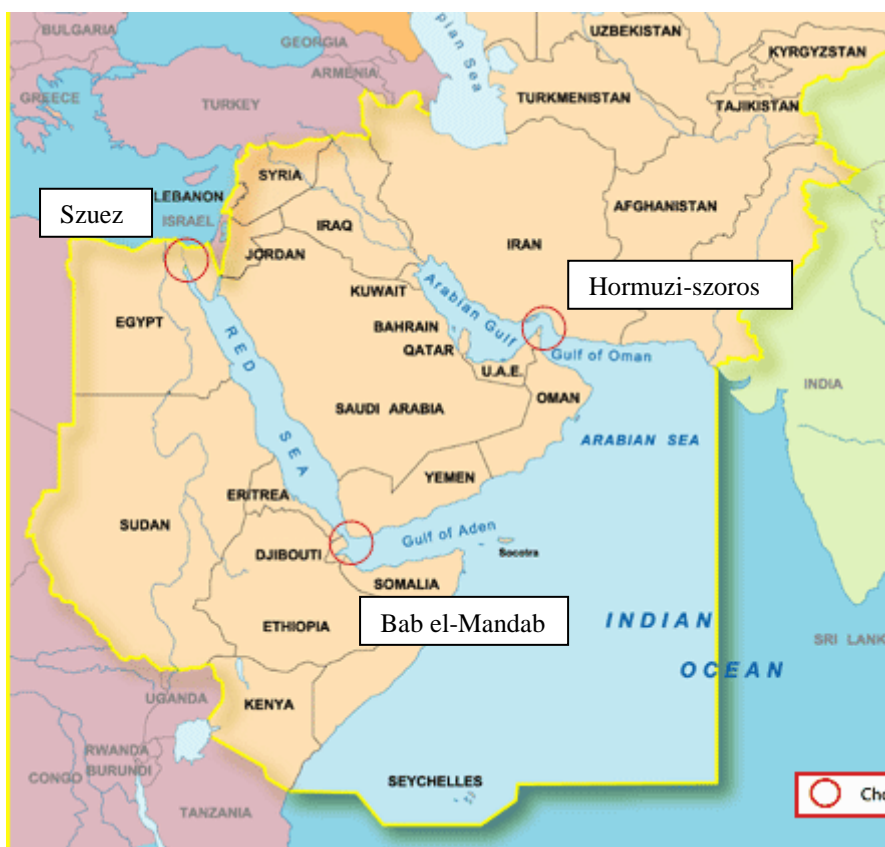 BULGARIA
GEORGIA
UZBEKISTAN
KYRGYZSTAN
ARMENIA
GREECE
TURKEY
pian Sea
TURKMENISTAN
TAJIKISTAN
SYRIA
LEBANON
Szuez
ISRAEL
AFGHANISTAN
IRAQ
IRAN
JORDAN
KUWAIT
Arabian Gulf
Hormuzi-szoros
EGYPT
BAHRAIN
QATAR
Gulf of Oman
RED
SEA
U.A.E.
INDIA
OMAN
SAUDI ARABIA
ARABIAN SEA
YEMEN
ERITREA
SUDAN
Gulf of Aden
DJIBOUTI
Socotra
SOMALIA
Bab el-Mandab
ETHIOPIA
INDIAN
OCEAN
SRI LANK
UGANDA
KENYA
RWANDA
CONGO
BURUNDI
SEYCHELLES
TANZANIA
Cho